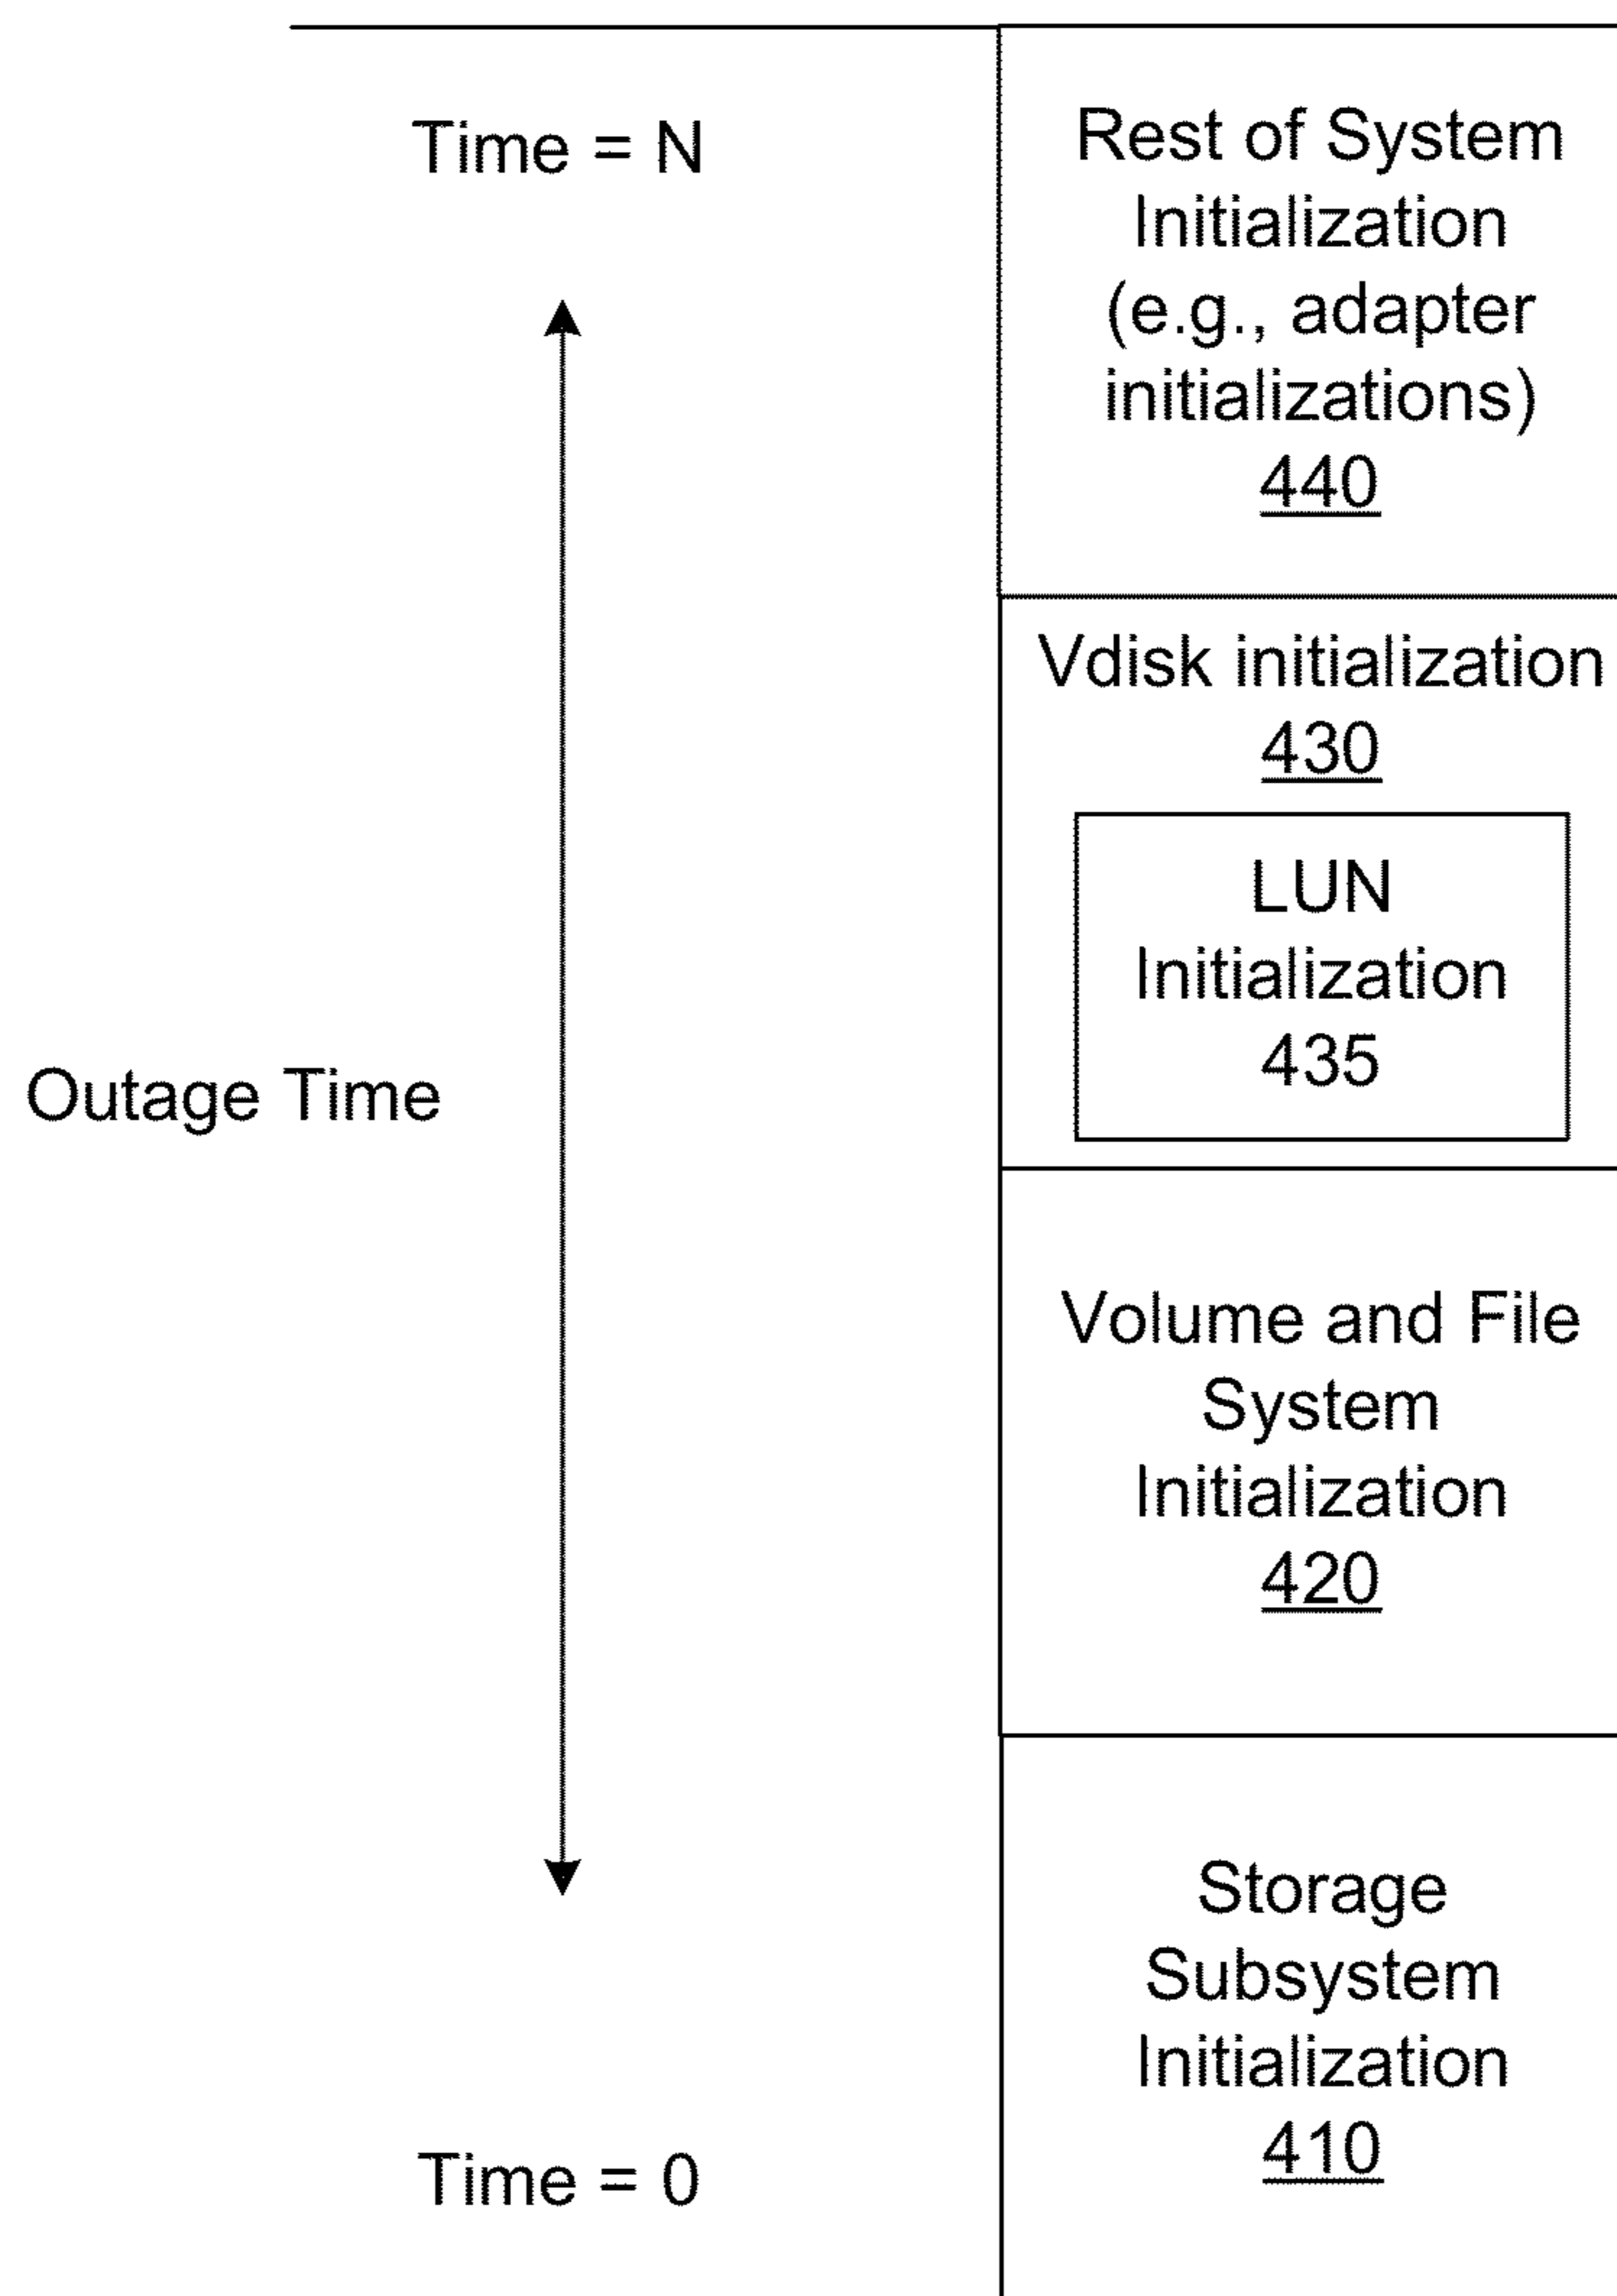 Time = N
Rest of System
Initialization
(e.g., adapter
initializations)
440
Vdisk initialization
430
LUN
Initialization
435
Outage Time
Volume and File
System
Initialization
420
Storage
Subsystem
Initialization
410
Time = 0